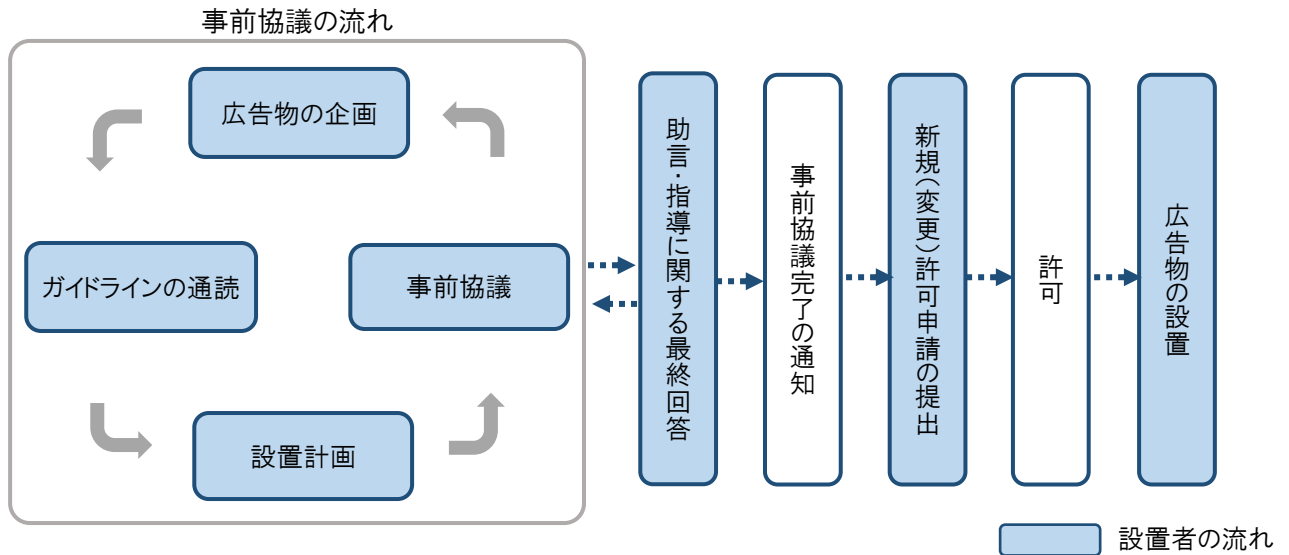 事前協議の流れ
広告物の企画
ガイドラインの通読
事前協議
設置計画
助言・指導に関する最終回答
事前協議完了の通知
新規（変更）許可申請の提出
許可
広告物の設置
設置者の流れ